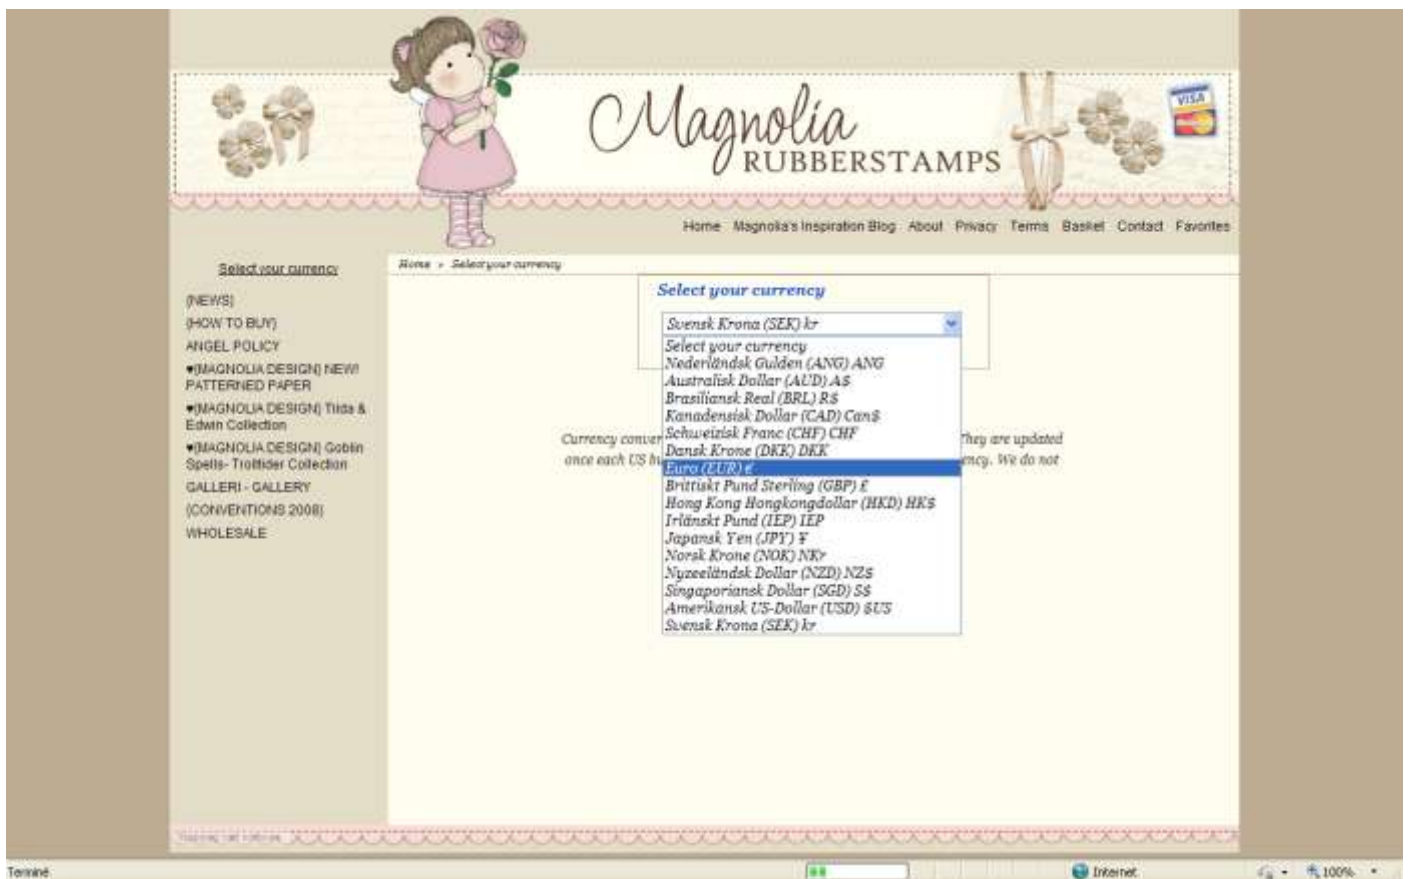 VISA
Magnolia
RUBBERSTAMPS
Home Magnolia's Inspiration Blog About Privacy Terms Basket Contact Favorites
Select your currency
{NEWS}
{HOW TO BUY}
ANGEL POLICY
♥{MAGNOLIA DESIGN} NEW!
PATTERNED PAPER
♥{MAGNOLIA DESIGN} Tilda &
Edwin Collection
♥{MAGNOLIA DESIGN} Goblin
Spells- Trollfider Collection
GALLERI - GALLERY
{CONVENTIONS 2008}
WHOLESALE
Home » Select your currency
Select your currency
Svensk Krona (SEK) kr
Select your currency
Nederländsk Gulden (ANG) ANG
Australisk Dollar (AUD) A$
Brasiliansk Real (BRL) R$
Kanadensisk Dollar (CAD) Can$
Schweizisk Franc (CHF) CHF
Dansk Krone (DKK) DKK
Euro (EUR) €
Brittiskt Pund Sterling (GBP) £
Hong Kong Hongkongdollar (HKD) HK$
Irlänskt Pund (IEP) IEP
Japansk Yen (JPY) ¥
Norsk Krone (NOK) NKr
Nyzeeländsk Dollar (NZD) NZ$
Singaporiansk Dollar (SGD) S$
Amerikansk US-Dollar (USD) $US
Svensk Krona (SEK) kr
Currency conver They are updated
once each US bu ency. We do not
Terminé
Internet
100%